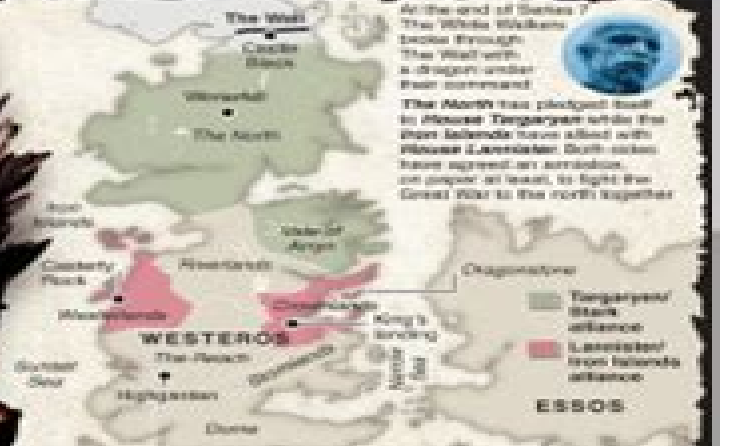 The Wall
Castle
Black
Winterfell
The North
At the end of Series 7
The White Walkers
broke through
The Wall with
a dragon under
their command
The North has pledged itself
to House Targaryen while the
Iron Islands have allied with
House Lannister. Both sides
have agreed an armistice,
on paper at least, to fight the
Great War to the north together
Iron
Islands
Vale of
Arryn
Casterly
Rock
Riverlands
Dragonstone
Westerlands
Crownlands
King's
landing
WESTEROS
The Reach
Stormlands
Narrow
Sea
Sunset
Sea
Highgarden
Dorne
Targaryen/
Stark
alliance
Lannister/
Iron Islands
alliance
ESSOS